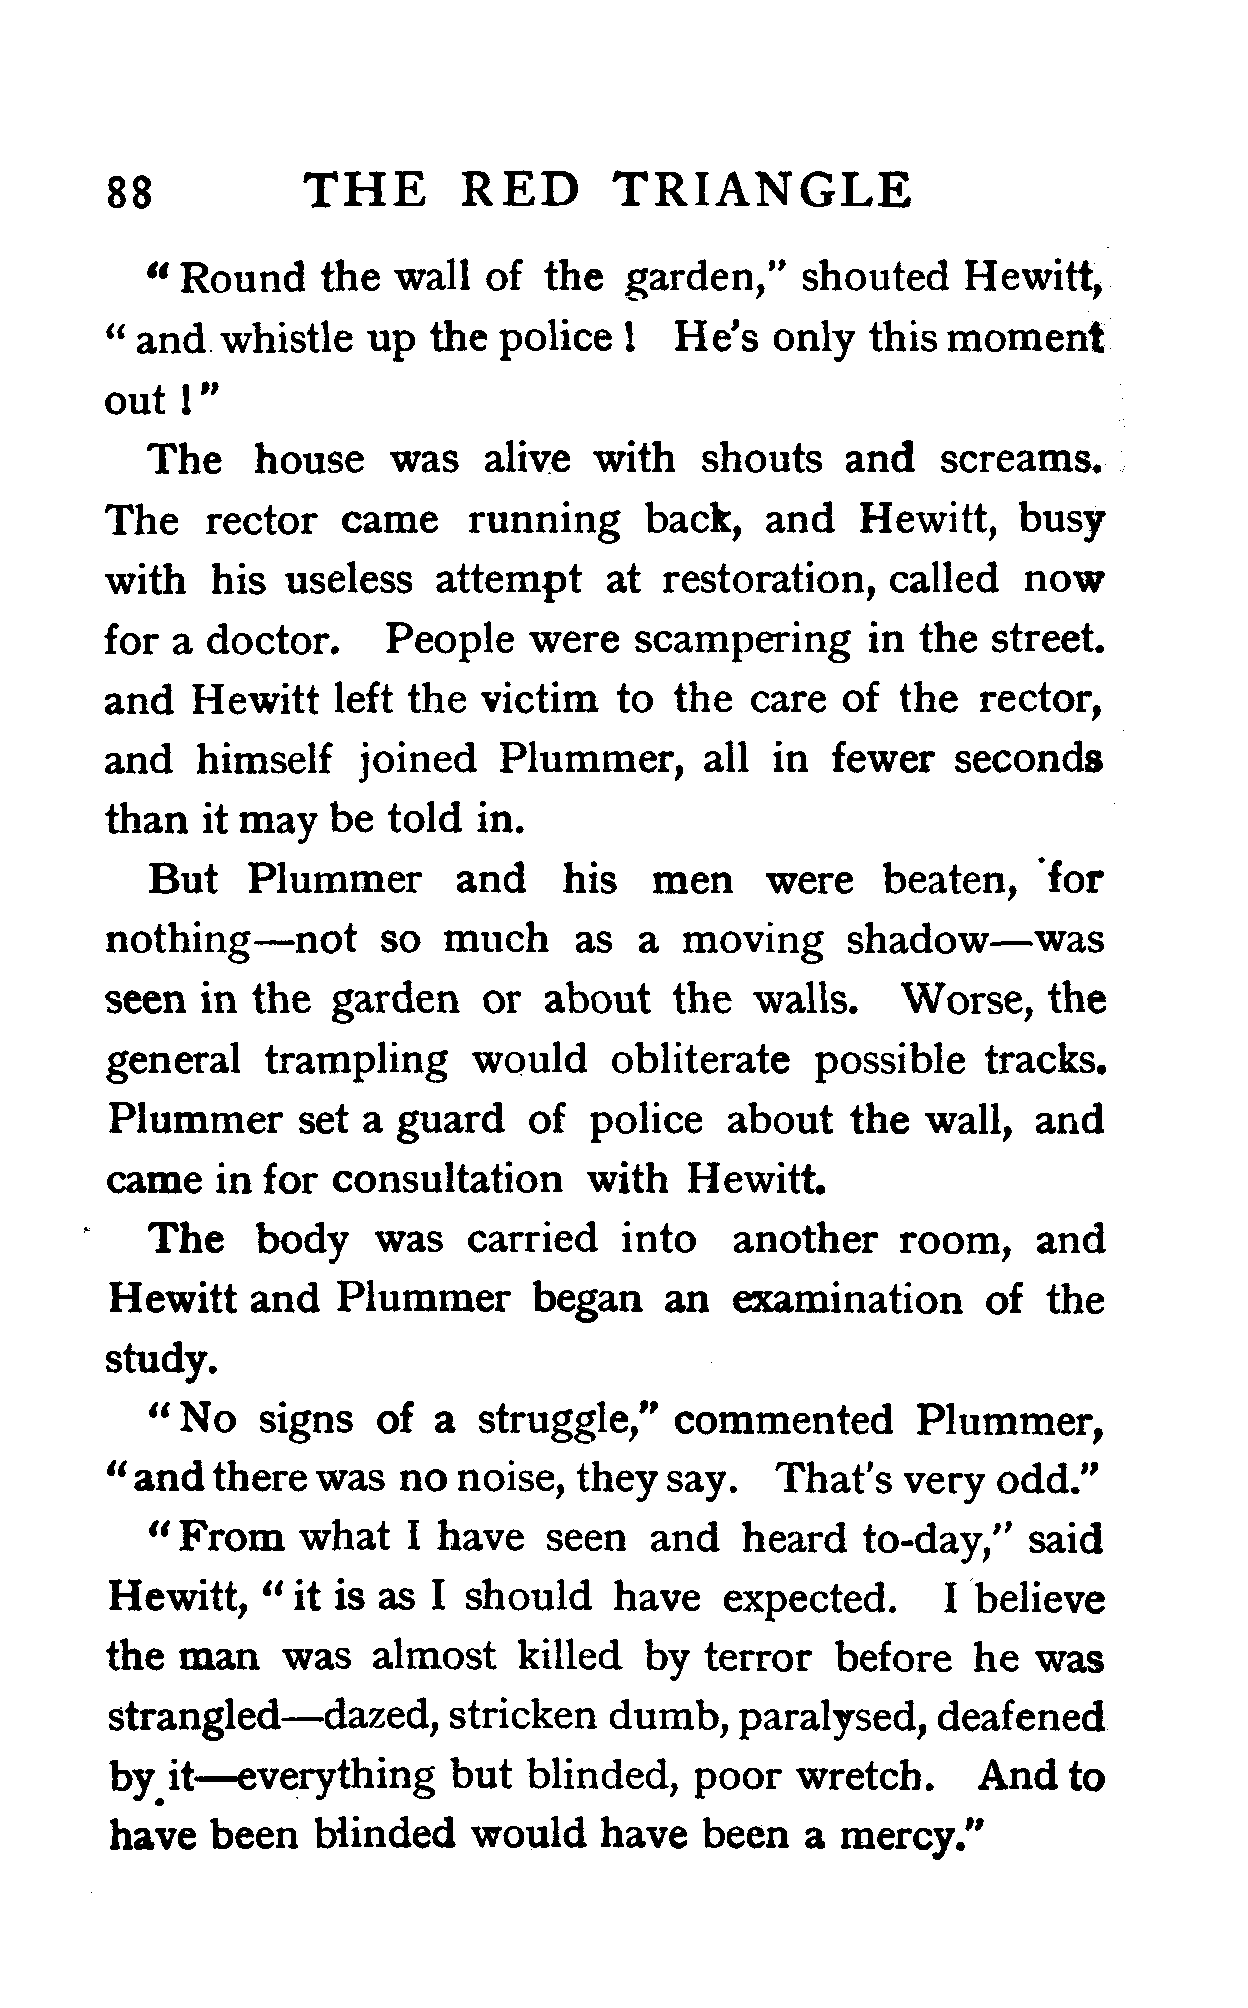 88 THE RED TRIANGLE
“Round the wall of the garden,” shouted Hewitt,
“and whistle up the police! He’s only this moment
out!”
The house was alive with shouts and screams.
The rector came running back, and Hewitt, busy
with his useless attempt at restoration, called now
for a doctor. People were scampering in the street.
and Hewitt left the victim to the care of the rector,
and himself joined Plummer, all in fewer seconds
than it may be told in.
But Plummer and his men were beaten, for
nothing—not so much as a moving shadow—was
seen in the garden or about the walls. Worse, the
general trampling would obliterate possible tracks.
Plummer set a guard of police about the wall, and
came in for consultation with Hewitt.
The body was carried into another room, and
Hewitt and Plummer began an examination of the
study.
“No signs of a struggle,” commented Plummer,
“and there was no noise, they say. That’s very odd.”
“From what I have seen and heard to-day,” said
Hewitt, “it is as I should have expected. I believe
the man was almost killed by terror before he was
strangled—dazed, stricken dumb, paralysed, deafened
by it—everything but blinded, poor wretch. And to
have been blinded would have been a mercy.”